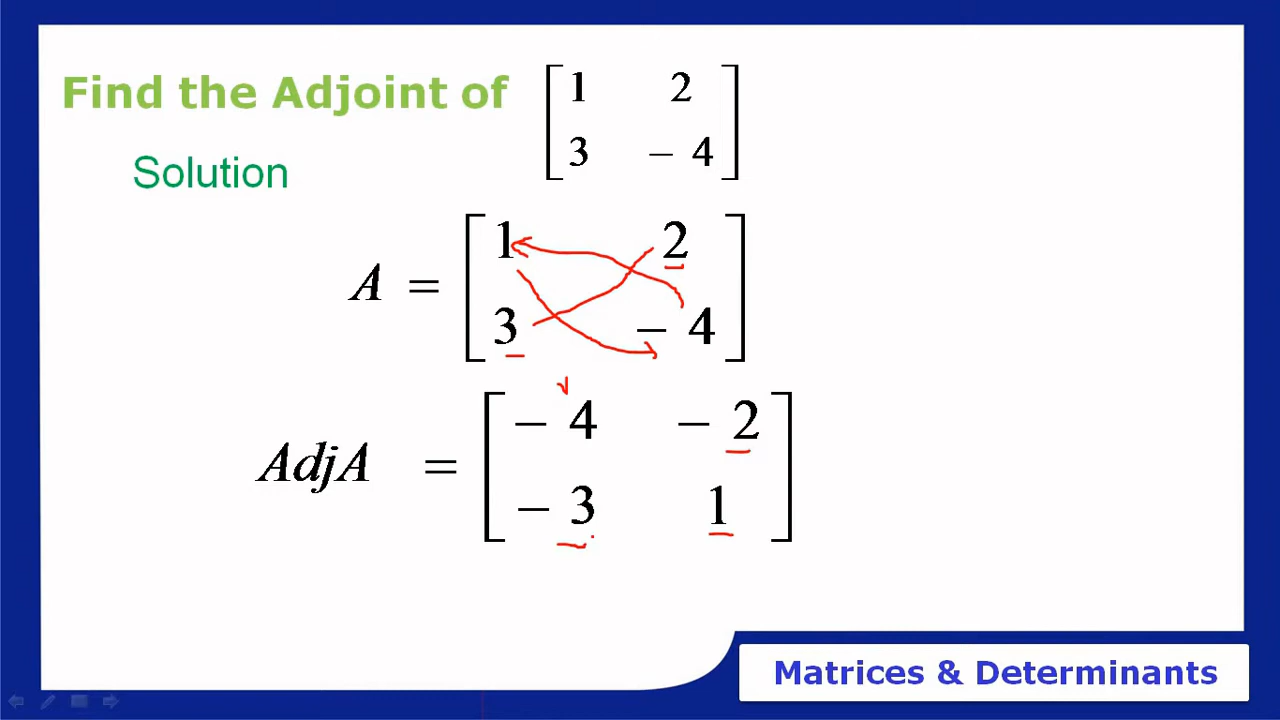 Find the Adjoint of [1 2
3 − 4]
Solution
A = [1 2
3 − 4]
AdjA = [− 4 − 2
− 3 1]
Matrices & Determinants